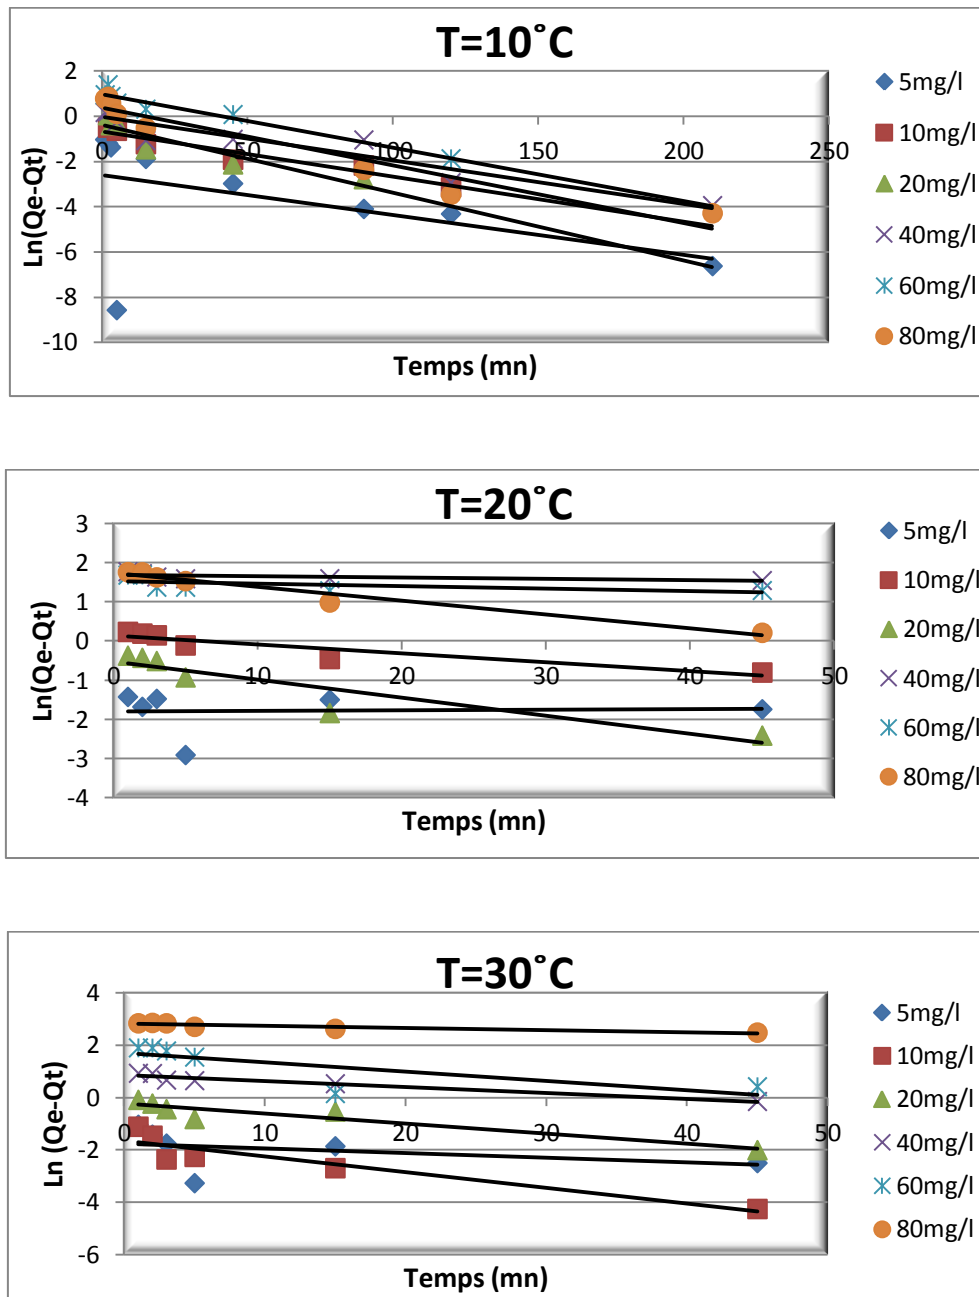 T=10°C
2
0
-2
-4
-6
-8
-10
0
50
100
150
200
250
Ln(Qe-Qt)
Temps (mn)
5mg/l
10mg/l
20mg/l
40mg/l
60mg/l
80mg/l
T=20°C
3
2
1
0
-1
-2
-3
-4
0
10
20
30
40
50
Ln(Qe-Qt)
Temps (mn)
5mg/l
10mg/l
20mg/l
40mg/l
60mg/l
80mg/l
T=30°C
4
2
0
-2
-4
-6
0
10
20
30
40
50
Ln (Qe-Qt)
Temps (mn)
5mg/l
10mg/l
20mg/l
40mg/l
60mg/l
80mg/l